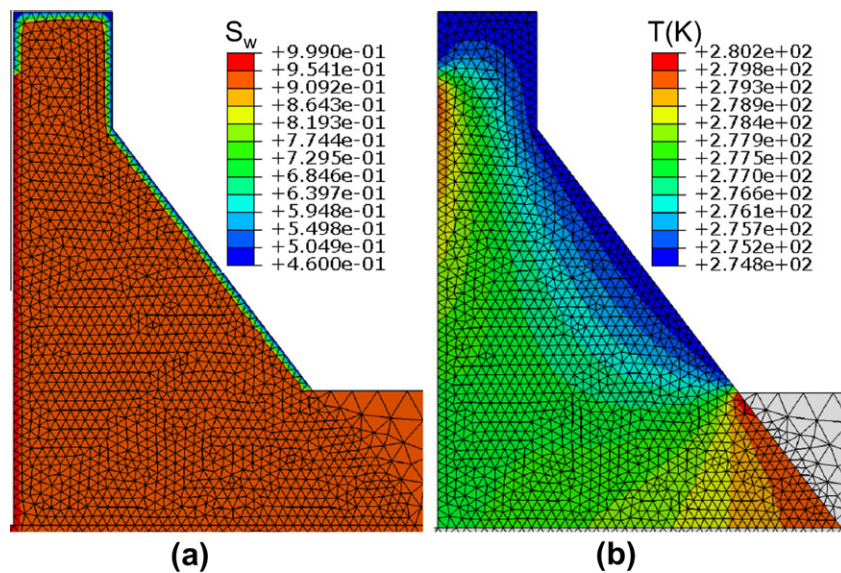 S_w
+9.990e-01
+9.541e-01
+9.092e-01
+8.643e-01
+8.193e-01
+7.744e-01
+7.295e-01
+6.846e-01
+6.397e-01
+5.948e-01
+5.498e-01
+5.049e-01
+4.600e-01
T(K)
+2.802e+02
+2.798e+02
+2.793e+02
+2.789e+02
+2.784e+02
+2.779e+02
+2.775e+02
+2.770e+02
+2.766e+02
+2.761e+02
+2.757e+02
+2.752e+02
+2.748e+02
(a)
(b)